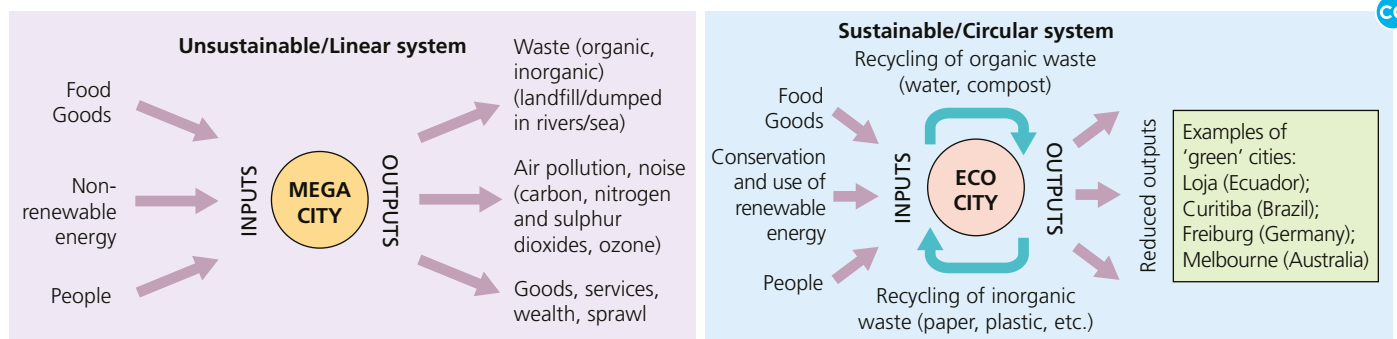 Unsustainable/Linear system
Food
Goods
Non-
renewable
energy
People
INPUTS
MEGA
CITY
OUTPUTS
Waste (organic,
inorganic)
(landfill/dumped
in rivers/sea)
Air pollution, noise
(carbon, nitrogen
and sulphur
dioxides, ozone)
Goods, services,
wealth, sprawl
Sustainable/Circular system
Recycling of organic waste
(water, compost)
Food
Goods
Conservation
and use of
renewable
energy
People
INPUTS
ECO
CITY
OUTPUTS
Recycling of inorganic
waste (paper, plastic, etc.)
Reduced outputs
Examples of
‘green’ cities:
Loja (Ecuador);
Curitiba (Brazil);
Freiburg (Germany);
Melbourne (Australia)